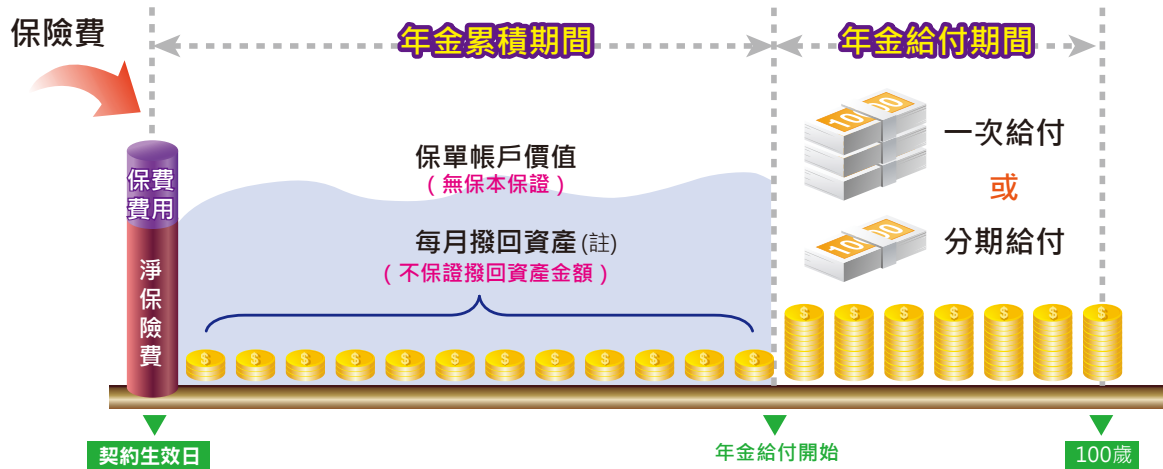 保險費
年金累積期間
年金給付期間
保費
費用
淨保險費
保單帳戶價值
(無保本保證)
每月撥回資產(註)
(不保證撥回資產金額)
一次給付
或
分期給付
契約生效日
年金給付開始
100歲